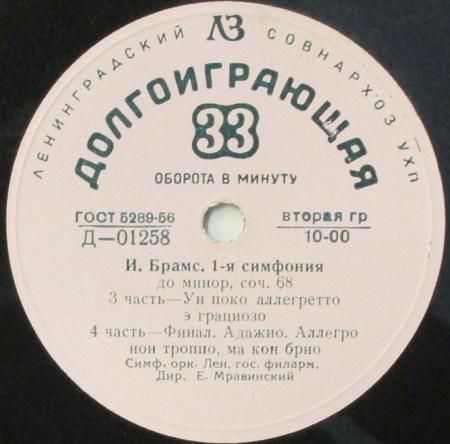 ЛЕНИНГРАДСКИЙ ЛЗ СОВНАРХОЗ УХП
ДОЛГОИГРАЮЩАЯ
33
ОБОРОТА В МИНУТУ
ГОСТ 5289-56
Д—01258
вторая гр
10-00
И. Брамс. 1-я симфония
до минор, соч. 68
3 часть—Ун поко аллегретто
э грациозо
4 часть—Финал. Адажио. Аллегро
нон троппо, ма кон брио
Симф. орк. Лен. гос. филарм.
Дир. Е. Мравинский